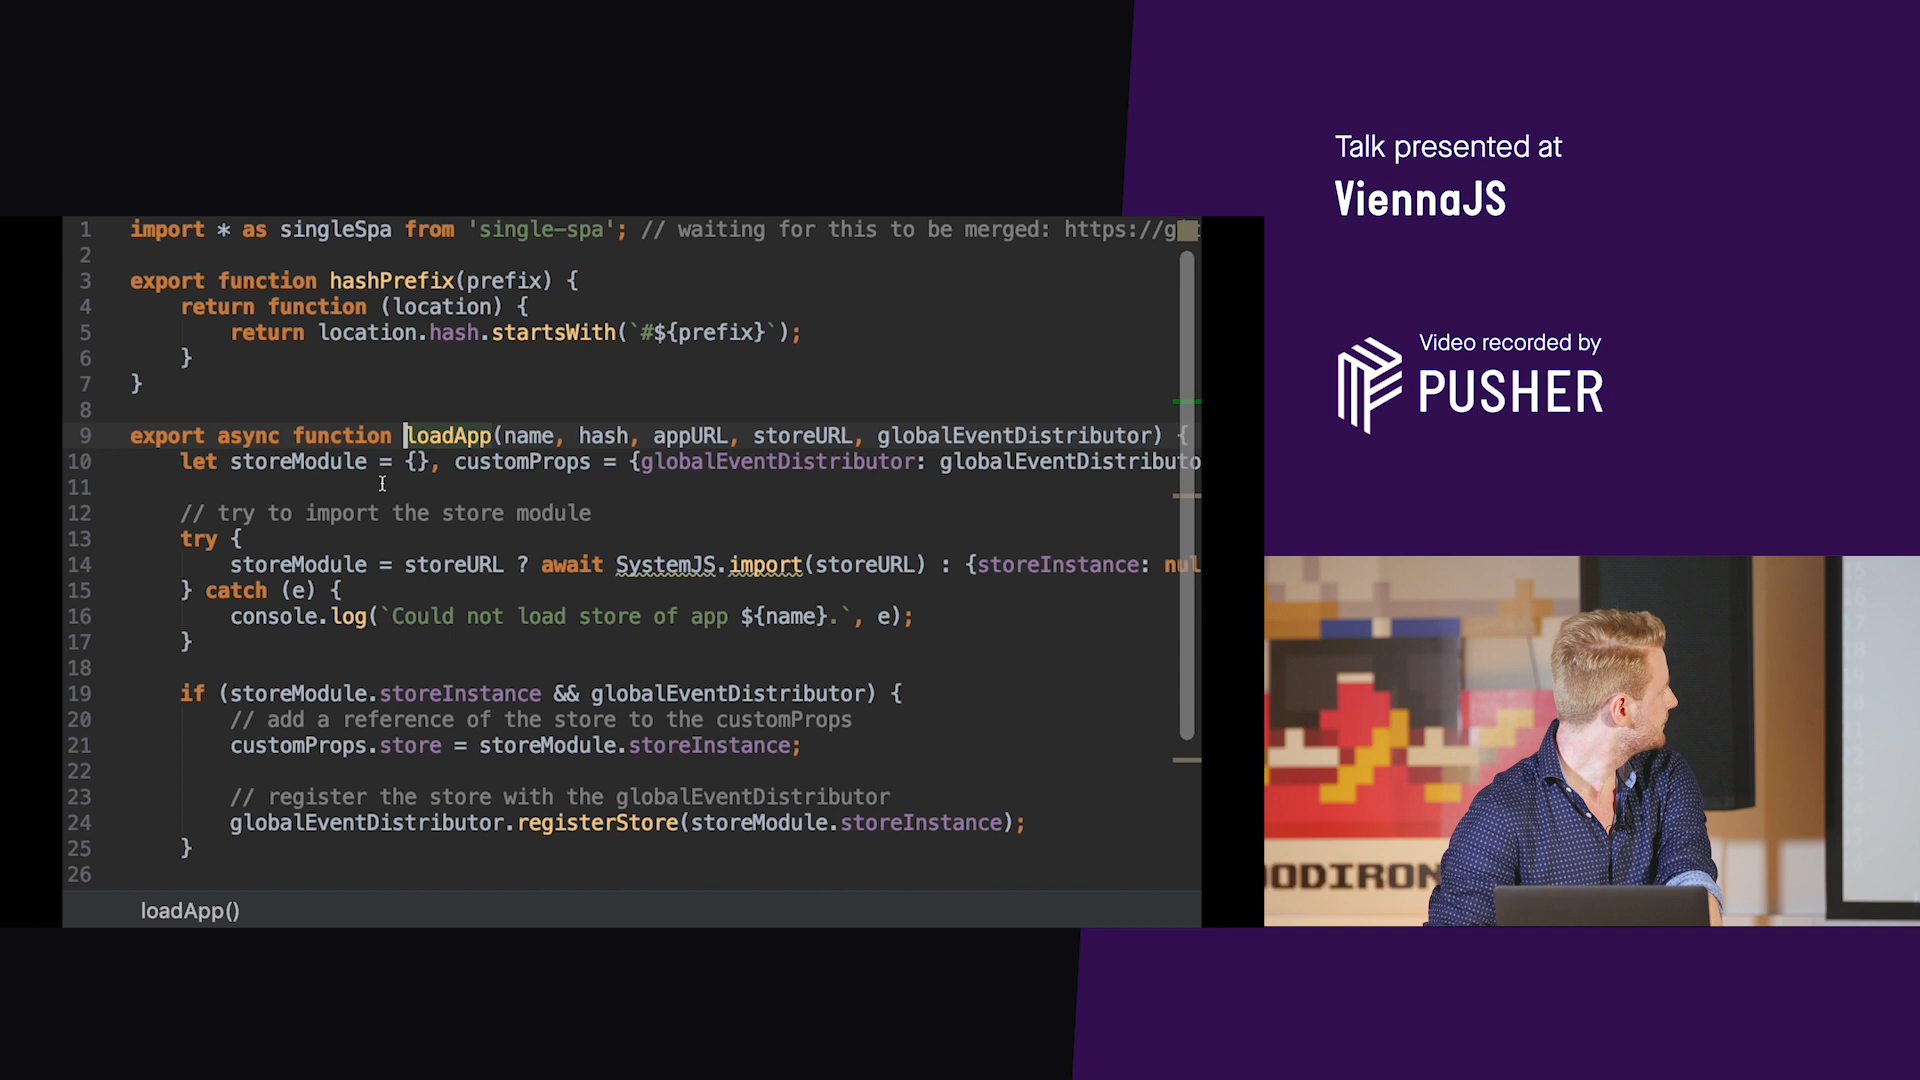 1 import * as singleSpa from 'single-spa'; // waiting for this to be merged: https://g
2
3 export function hashPrefix(prefix) {
4 return function (location) {
5 return location.hash.startsWith(`#${prefix}`);
6 }
7 }
8
9 export async function loadApp(name, hash, appURL, storeURL, globalEventDistributor) {
10 let storeModule = {}, customProps = {globalEventDistributor: globalEventDistributo
11
12 // try to import the store module
13 try {
14 storeModule = storeURL ? await SystemJS.import(storeURL) : {storeInstance: nul
15 } catch (e) {
16 console.log(`Could not load store of app ${name}.`, e);
17 }
18
19 if (storeModule.storeInstance && globalEventDistributor) {
20 // add a reference of the store to the customProps
21 customProps.store = storeModule.storeInstance;
22
23 // register the store with the globalEventDistributor
24 globalEventDistributor.registerStore(storeModule.storeInstance);
25 }
26
loadApp()
Talk presented at
ViennaJS
Video recorded by
PUSHER
ODIRON